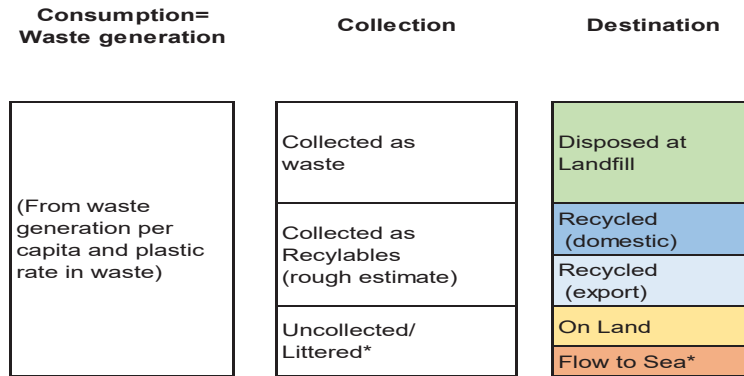 Consumption=
Waste generation
Collection
Destination
(From waste
generation per
capita and plastic
rate in waste)
Collected as
waste
Collected as
Recylables
(rough estimate)
Uncollected/
Littered*
Disposed at
Landfill
Recycled
(domestic)
Recycled
(export)
On Land
Flow to Sea*